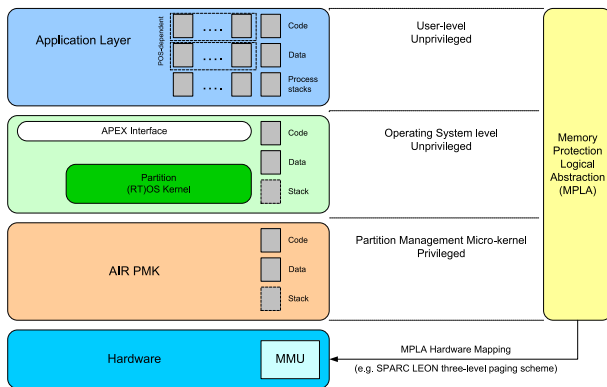 Application Layer
POS-dependent
....
....
....
Code
Data
Process
stacks
User-level
Unprivileged
APEX Interface
Partition
(RT)OS Kernel
Code
Data
Stack
Operating System level
Unprivileged
Memory
Protection
Logical
Abstraction
(MPLA)
AIR PMK
Code
Data
Stack
Partition Management Micro-kernel
Privileged
Hardware
MMU
MPLA Hardware Mapping
(e.g. SPARC LEON three-level paging scheme)